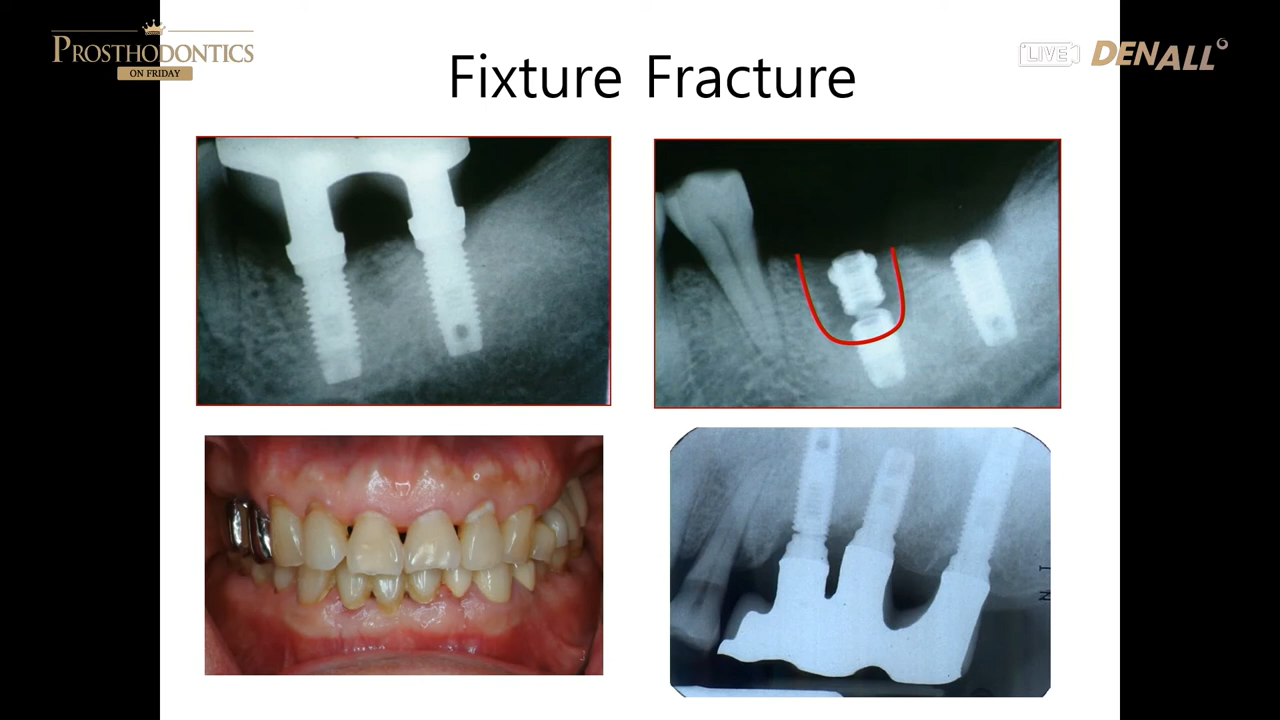 PROSTHODONTICS
ON FRIDAY
Fixture Fracture
LIVE
DENALL